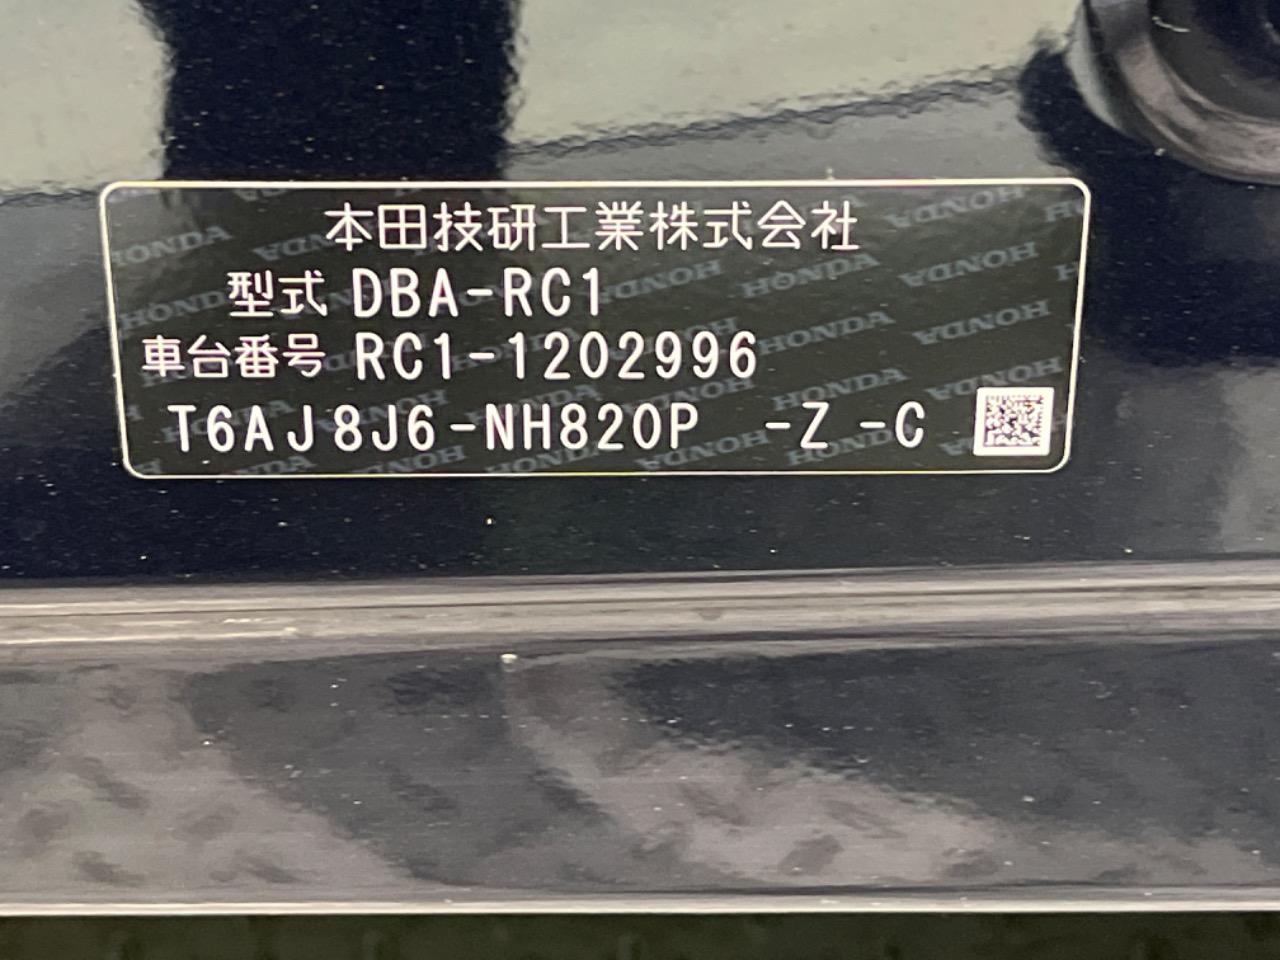 本田技研工業株式会社
型式 DBA-RC1
車台番号 RC1-1202996
T6AJ8J6-NH820P -Z -C